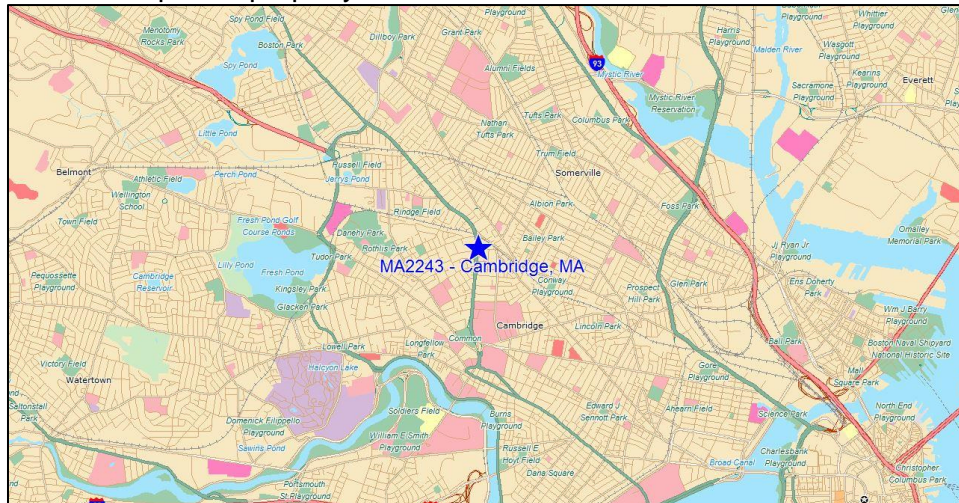 Menotomy
Rocks Park
Spy Pond Field
Boston Park
Spy Pond
Little Pond
Perch Pond
Belmont
Athletic Field
Wellington
School
Town Field
Pequossette
Playground
Cambridge
Reservoir
Victory Field
Watertown
Saltonstall
Park
Playground
Dilboy Park
Grant Park
Alumni Fields
Nathan
Tufts Park
Tufts Park
Columbus Park
Trum Field
Somerville
Russell Field
Jerrys Pond
Rindge Field
Albion Park
Fresh Pond Golf
Course Ponds
Danehy Park
Rothlis Park
Bailey Park
Tudor Park
Lilly Pond
Fresh Pond
Kingsley Park
Glacken Park
MA2243 - Cambridge, MA
Conway
Playground
Cambridge
Lincoln Park
Common
Longfellow
Park
Lowell Park
Halcyon Lake
Domenick Filippello
Playground
Sawins Pond
Soldiers Field
William E Smith
Playground
Portsmouth
St Playground
Burns
Playground
Russell E
Hoyt Field
Dana Square
Edward J
Sennott Park
Ahearn Field
Gore
Playground
Prospect
Hill Park
Glen Park
Foss Park
Playground
93
Mystic River
Mystic River
Reservation
Harris
Playground
Malden River
Whittier
Playground
Playground
Wasgott
Playground
Kearins
Playground
Sacramone
Playground
Everett
Omalley
Memorial Park
Jj Ryan Jr
Playground
Ens Doherty
Park
Wm J Barry
Playground
Boston Naval Shipyard
National Historic Site
Ball Park
Mall
Square Park
North End
Playground
Science Park
Charlesbank
Playground
Broad Canal
Christopher
Columbus Park